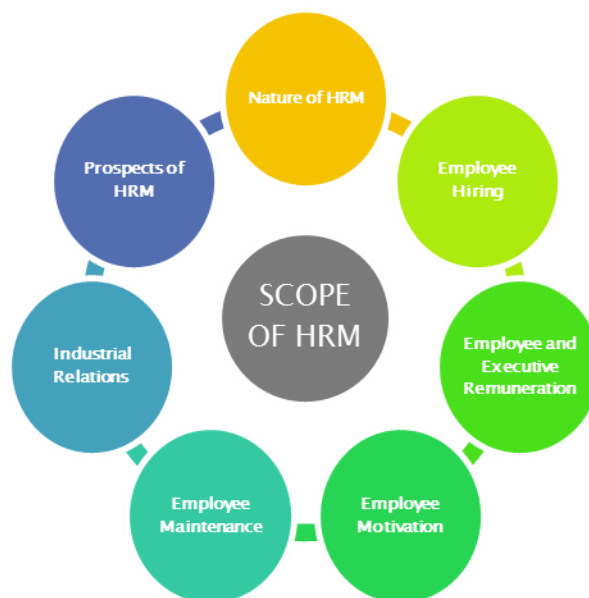 Nature of HRM
Employee
Hiring
Employee and
Executive
Remuneration
Employee
Motivation
Employee
Maintenance
Industrial
Relations
Prospects of
HRM
SCOPE
OF HRM